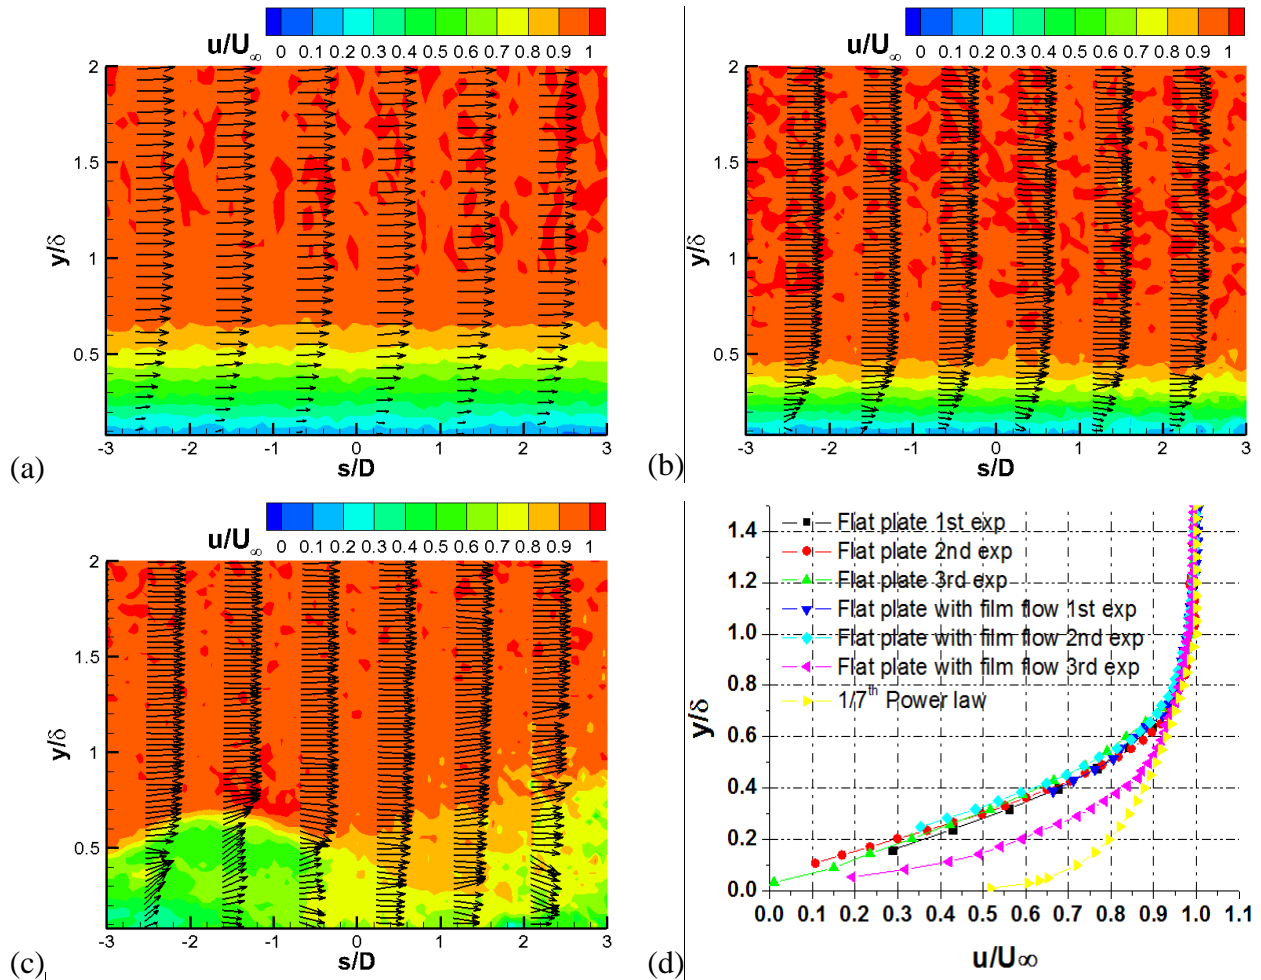 u/U∞ 0 0.1 0.2 0.3 0.4 0.5 0.6 0.7 0.8 0.9 1
2
1.5
1
0.5
y/δ
-3 -2 -1 0 1 2 3
s/D
(a)
u/U∞ 0 0.1 0.2 0.3 0.4 0.5 0.6 0.7 0.8 0.9 1
2
1.5
1
0.5
y/δ
-3 -2 -1 0 1 2 3
s/D
(b)
u/U∞ 0 0.1 0.2 0.3 0.4 0.5 0.6 0.7 0.8 0.9 1
2
1.5
1
0.5
y/δ
-3 -2 -1 0 1 2 3
s/D
(c)
Flat plate 1st exp
Flat plate 2nd exp
Flat plate 3rd exp
Flat plate with film flow 1st exp
Flat plate with film flow 2nd exp
Flat plate with film flow 3rd exp
1/7th Power law
1.4
1.2
1.0
0.8
0.6
0.4
0.2
0.0
y/δ
0.0 0.1 0.2 0.3 0.4 0.5 0.6 0.7 0.8 0.9 1.0 1.1
u/U∞
(d)